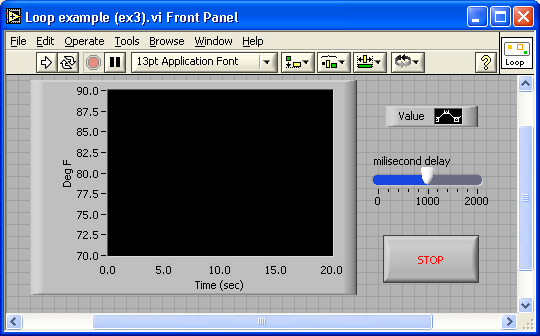 Loop example (ex3).vi Front Panel
File Edit Operate Tools Browse Window Help
13pt Application Font
?
Loop
90.0
87.5
85.0
82.5
80.0
77.5
75.0
72.5
70.0
Deg F
0.0 5.0 10.0 15.0 20.0
Time (sec)
Value
milisecond delay
0 1000 2000
STOP